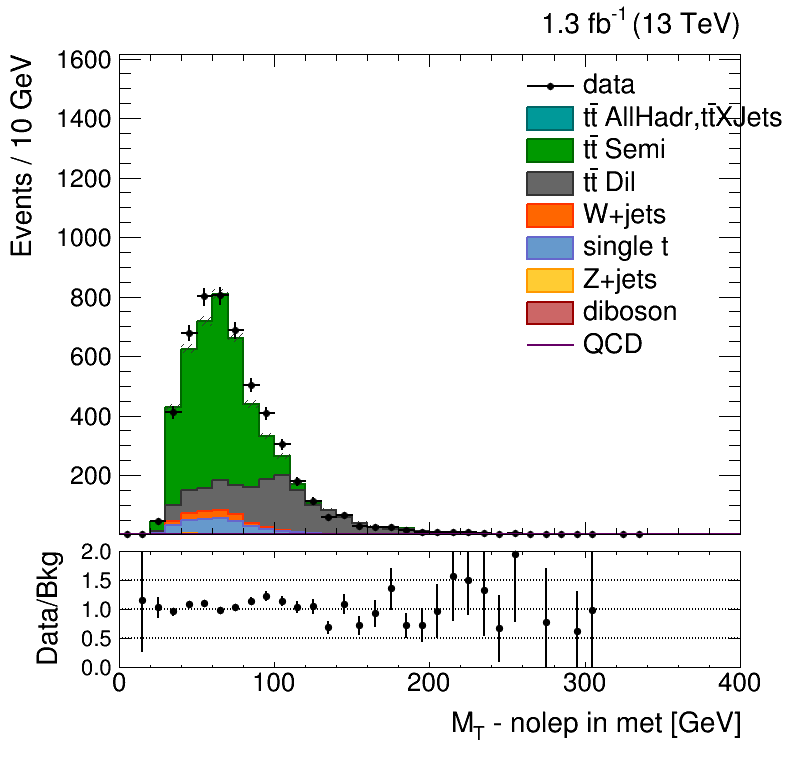 1.3 fb⁻¹ (13 TeV)
Events / 10 GeV
1600
1400
1200
1000
800
600
400
200
data
tt̄ AllHadr,tt̄XJets
tt̄ Semi
tt̄ Dil
W+jets
single t
Z+jets
diboson
QCD
Data/Bkg
2.0
1.5
1.0
0.5
0.0
0 100 200 300 400
M_T - nolep in met [GeV]